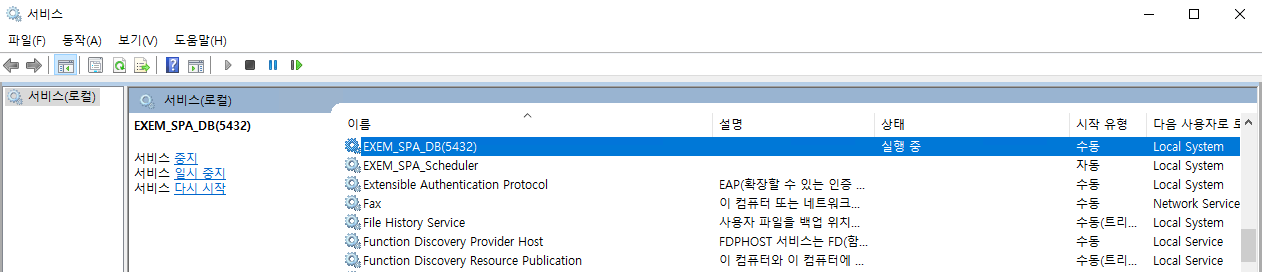 서비스
파일(F) 동작(A) 보기(V) 도움말(H)
서비스(로컬)
서비스(로컬)
EXEM_SPA_DB(5432)
서비스 중지
서비스 일시 중지
서비스 다시 시작
이름 설명 상태 시작 유형 다음 사용자로 로
EXEM_SPA_DB(5432) 실행 중 수동 Local System
EXEM_SPA_Scheduler 자동 Local System
Extensible Authentication Protocol EAP(확장할 수 있는 인증 ... 수동 Local System
Fax 이 컴퓨터 또는 네트워크... 수동 Network Service
File History Service 사용자 파일을 백업 위치... 수동(트리... Local System
Function Discovery Provider Host FDPHOST 서비스는 FD(함... 수동 Local Service
Function Discovery Resource Publication 이 컴퓨터와 이 컴퓨터에 ... 수동(트리... Local Service